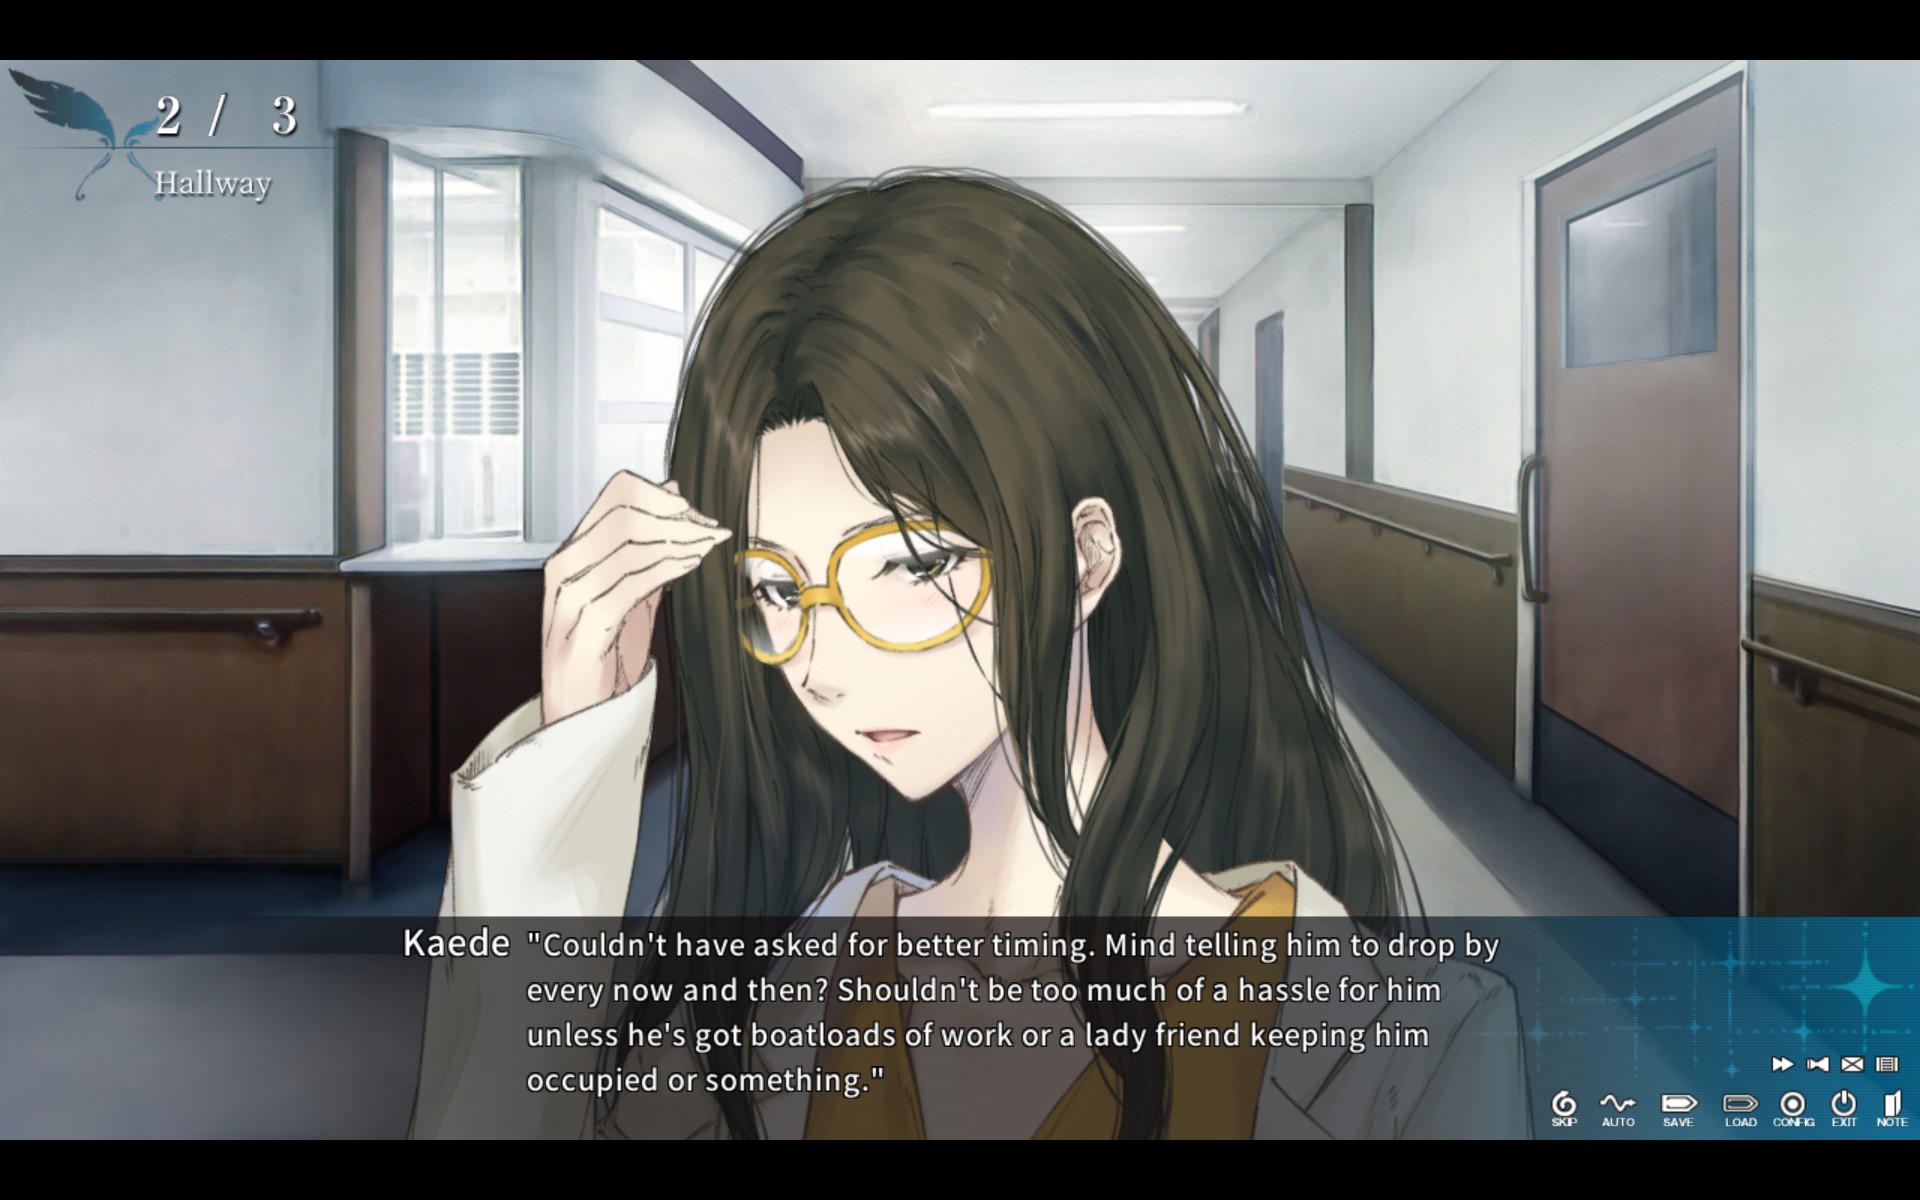 2 / 3
Hallway
Kaede "Couldn't have asked for better timing. Mind telling him to drop by
every now and then? Shouldn't be too much of a hassle for him
unless he's got boatloads of work or a lady friend keeping him
occupied or something."
SKIP AUTO SAVE LOAD CONFIG EXIT NOTE